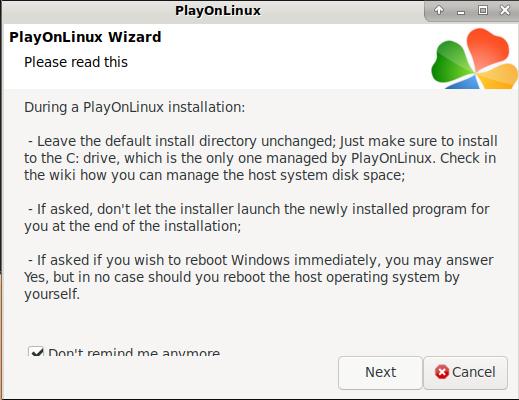 PlayOnLinux
PlayOnLinux Wizard
Please read this
During a PlayOnLinux installation:
- Leave the default install directory unchanged; Just make sure to install
to the C: drive, which is the only one managed by PlayOnLinux. Check in
the wiki how you can manage the host system disk space;
- If asked, don't let the installer launch the newly installed program for
you at the end of the installation;
- If asked if you wish to reboot Windows immediately, you may answer
Yes, but in no case should you reboot the host operating system by
yourself.
Don't remind me anymore
Next
Cancel